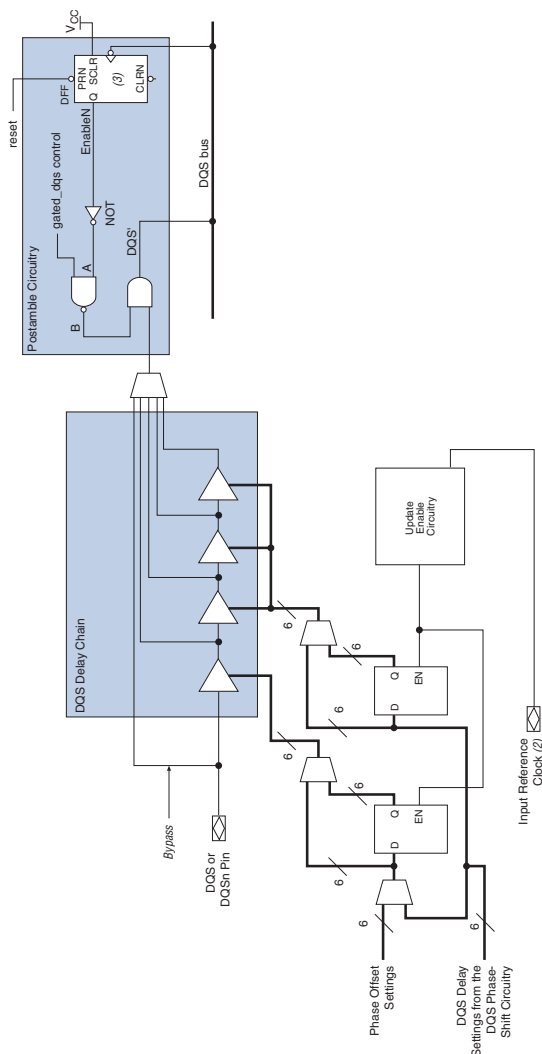 reset
V CC
DFF
PRN
SCLR
Q
(3)
CLRN
EnableN
gated_dqs control
NOT
A
B
DQS'
Postamble Circuitry
DQS bus
DQS Delay Chain
Bypass
DQS or
DQSn Pin
6
6
6
6
6
6
6
6
D
Q
EN
D
Q
EN
Update
Enable
Circuitry
Phase Offset
Settings
DQS Delay
Settings from the
DQS Phase-
Shift Circuitry
Input Reference
Clock (2)